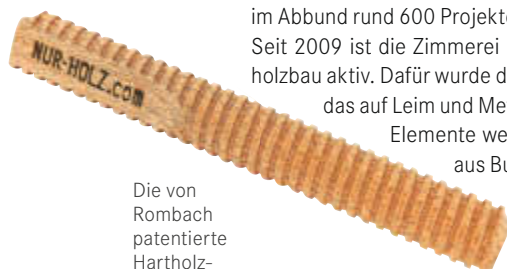 im Abbund rund 600 Projekte
Seit 2009 ist die Zimmerei
holzbau aktiv. Dafür wurde d
das auf Leim und Me
Elemente we
aus Bu
NUR-HOLZ.com
Die von
Rombach
patentierte
Hartholz-